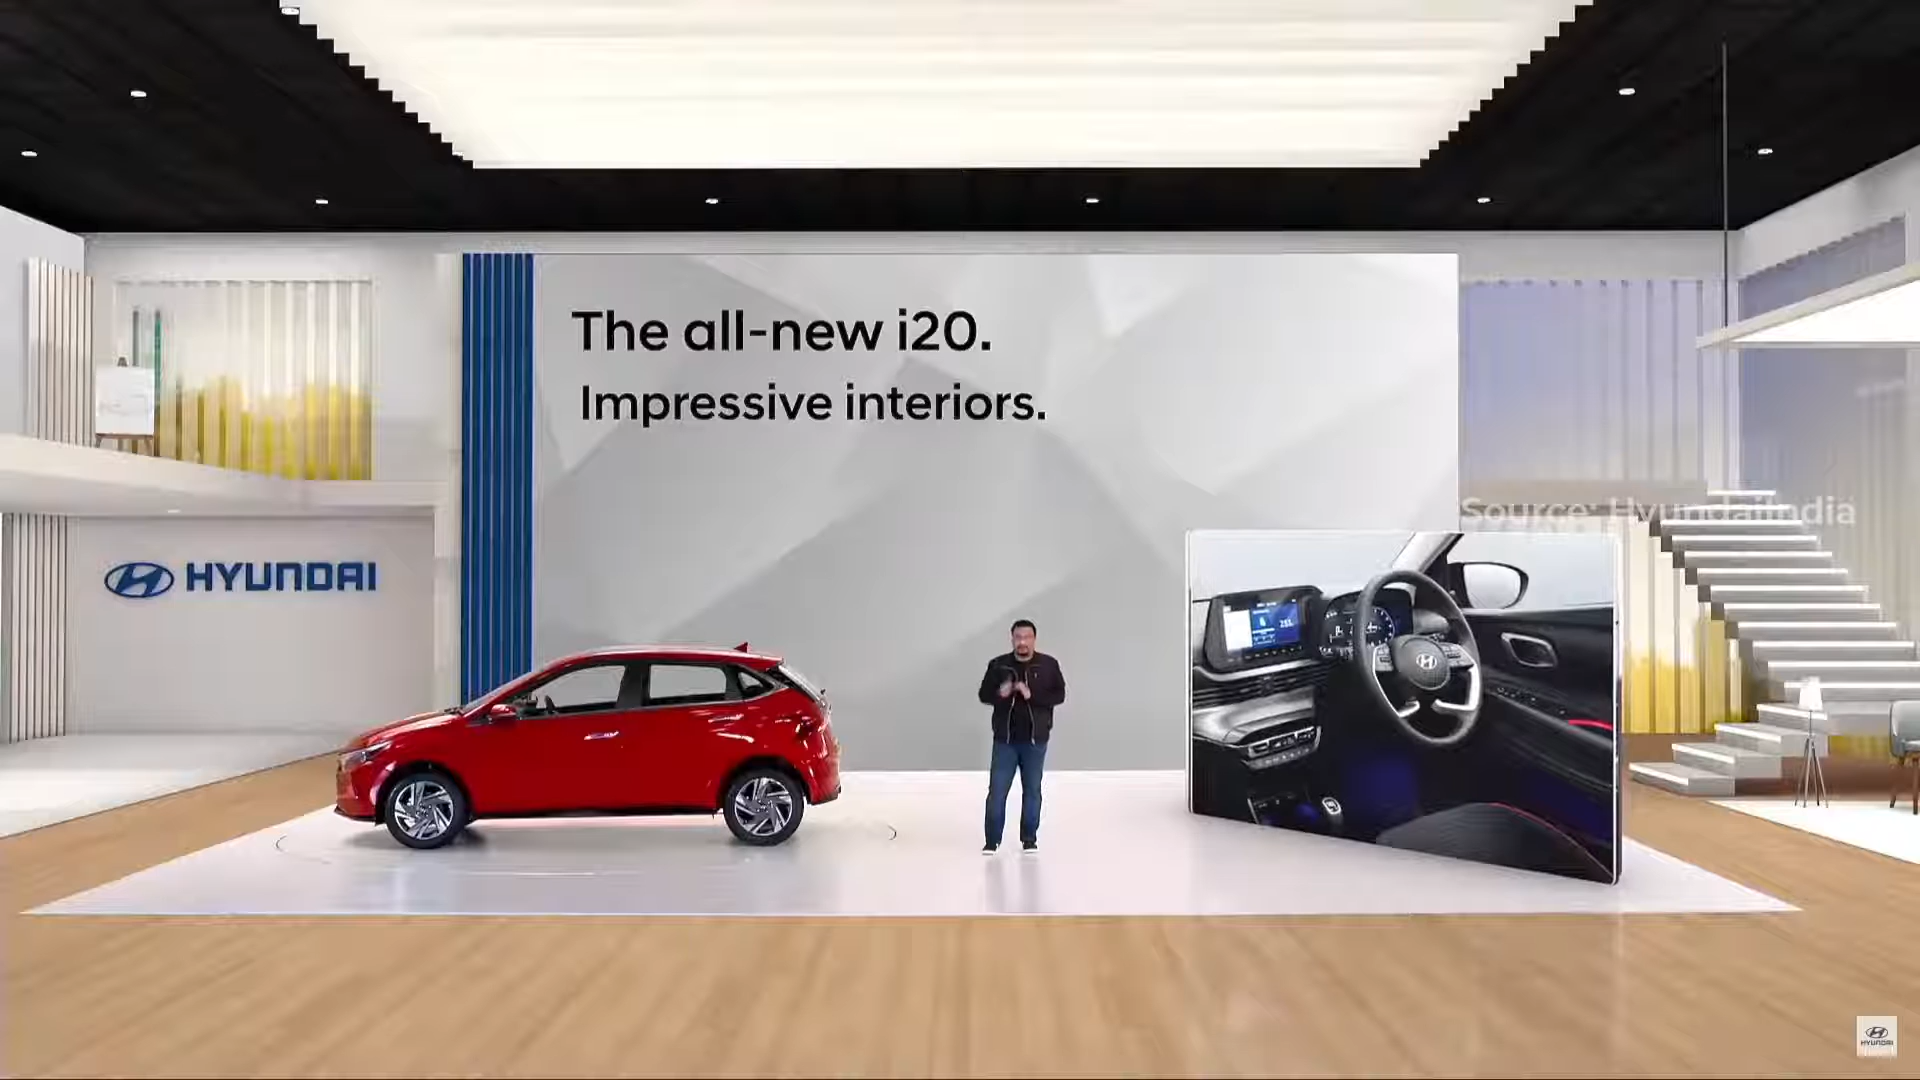 The all-new i20.
Impressive interiors.
Source: HyundaiIndia
HYUNDAI
HYUNDAI